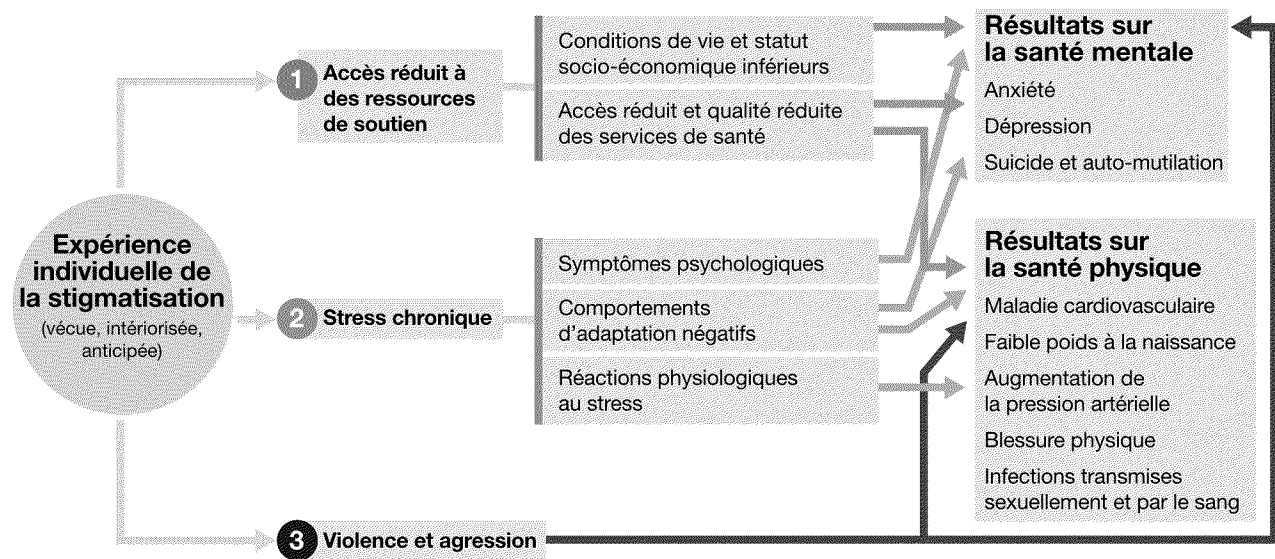 Expérience
individuelle de
la stigmatisation
(vécue, intériorisée,
anticipée)
1 Accès réduit à
des ressources
de soutien
Conditions de vie et statut
socio-économique inférieurs
Accès réduit et qualité réduite
des services de santé
2 Stress chronique
Symptômes psychologiques
Comportements
d'adaptation négatifs
Réactions physiologiques
au stress
3 Violence et agression
Résultats sur
la santé mentale
Anxiété
Dépression
Suicide et auto-mutilation
Résultats sur
la santé physique
Maladie cardiovasculaire
Faible poids à la naissance
Augmentation de
la pression artérielle
Blessure physique
Infections transmises
sexuellement et par le sang